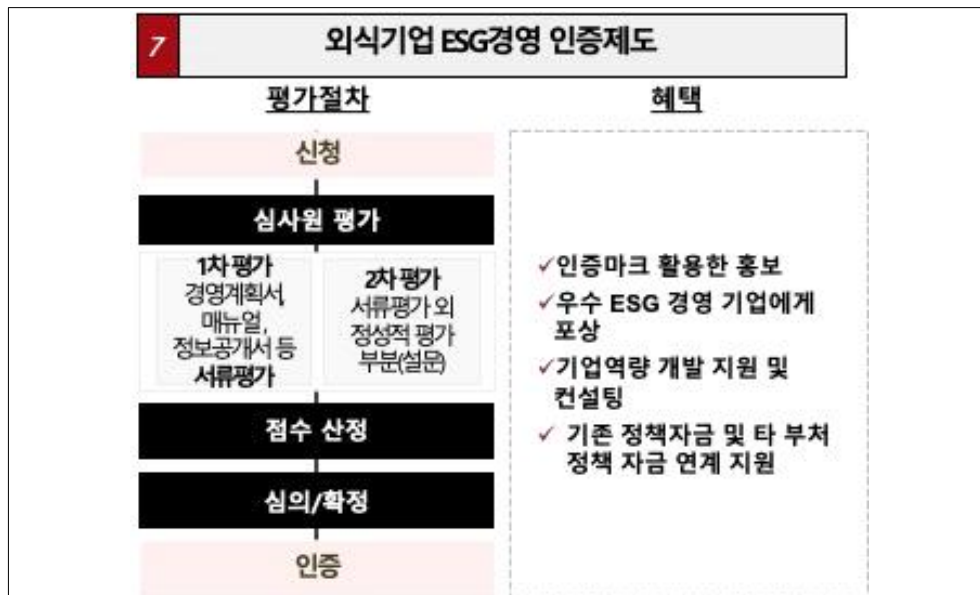 7
외식기업 ESG경영 인증제도
평가절차
신청
심사원 평가
1차 평가
경영계획서,
매뉴얼,
정보공개서 등
서류평가
2차 평가
서류평가 외
정성적 평가
부분(설문)
점수 산정
심의/확정
인증
혜택
✓인증마크 활용한 홍보
✓우수 ESG 경영 기업에게
포상
✓기업역량 개발 지원 및
컨설팅
✓ 기존 정책자금 및 타 부처
정책 자금 연계 지원